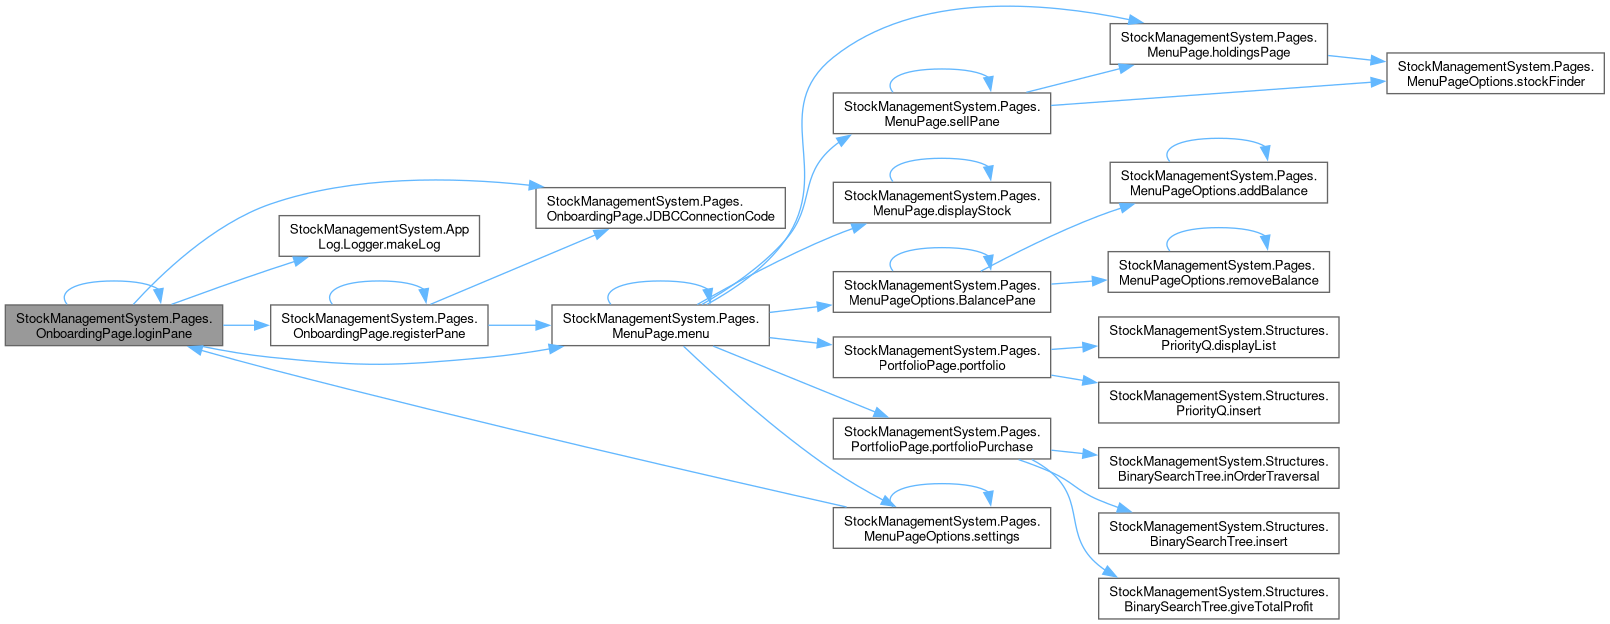 StockManagementSystem.Pages.
OnboardingPage.loginPane
StockManagementSystem.App
Log.Logger.makeLog
StockManagementSystem.Pages.
OnboardingPage.registerPane
StockManagementSystem.Pages.
OnboardingPage.JDBCConnectionCode
StockManagementSystem.Pages.
MenuPage.menu
StockManagementSystem.Pages.
MenuPage.sellPane
StockManagementSystem.Pages.
MenuPage.displayStock
StockManagementSystem.Pages.
MenuPageOptions.BalancePane
StockManagementSystem.Pages.
PortfolioPage.portfolio
StockManagementSystem.Pages.
PortfolioPage.portfolioPurchase
StockManagementSystem.Pages.
MenuPageOptions.settings
StockManagementSystem.Pages.
MenuPage.holdingsPage
StockManagementSystem.Pages.
MenuPageOptions.addBalance
StockManagementSystem.Pages.
MenuPageOptions.removeBalance
StockManagementSystem.Structures.
PriorityQ.displayList
StockManagementSystem.Structures.
PriorityQ.insert
StockManagementSystem.Structures.
BinarySearchTree.inOrderTraversal
StockManagementSystem.Structures.
BinarySearchTree.insert
StockManagementSystem.Structures.
BinarySearchTree.giveTotalProfit
StockManagementSystem.Pages.
MenuPageOptions.stockFinder